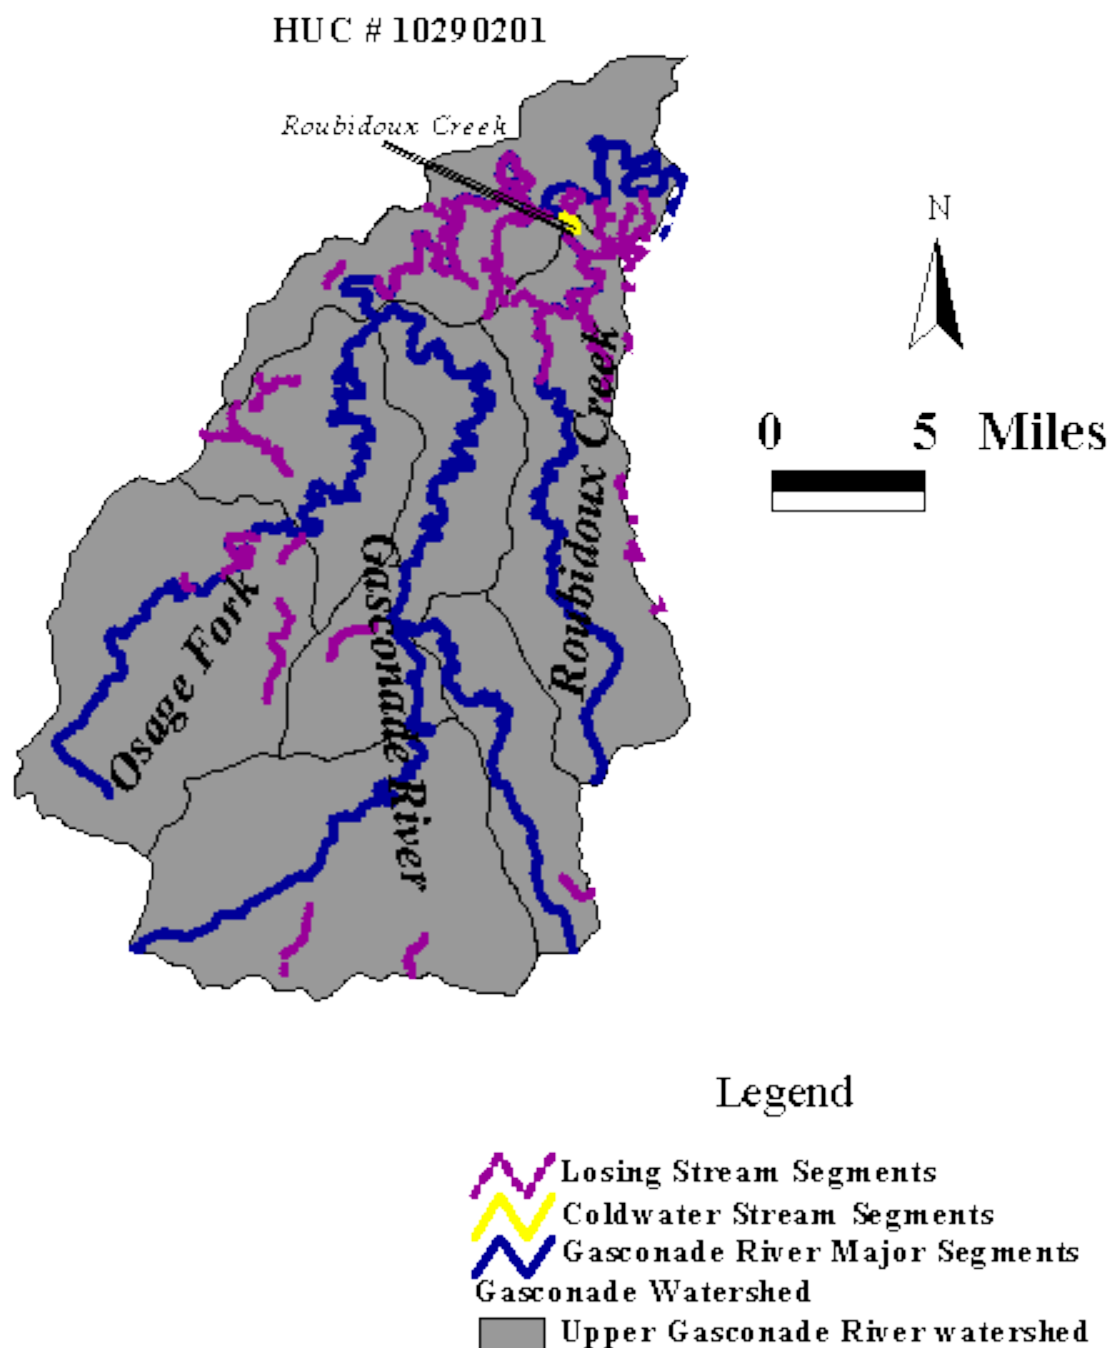 HUC # 10290201
Roubidoux Creek
N
0 5 Miles
Roubidoux Creek
Gasconade River
Osage Fork
Legend
Losing Stream Segments
Coldwater Stream Segments
Gasconade River Major Segments
Gasconade Watershed
Upper Gasconade River watershed